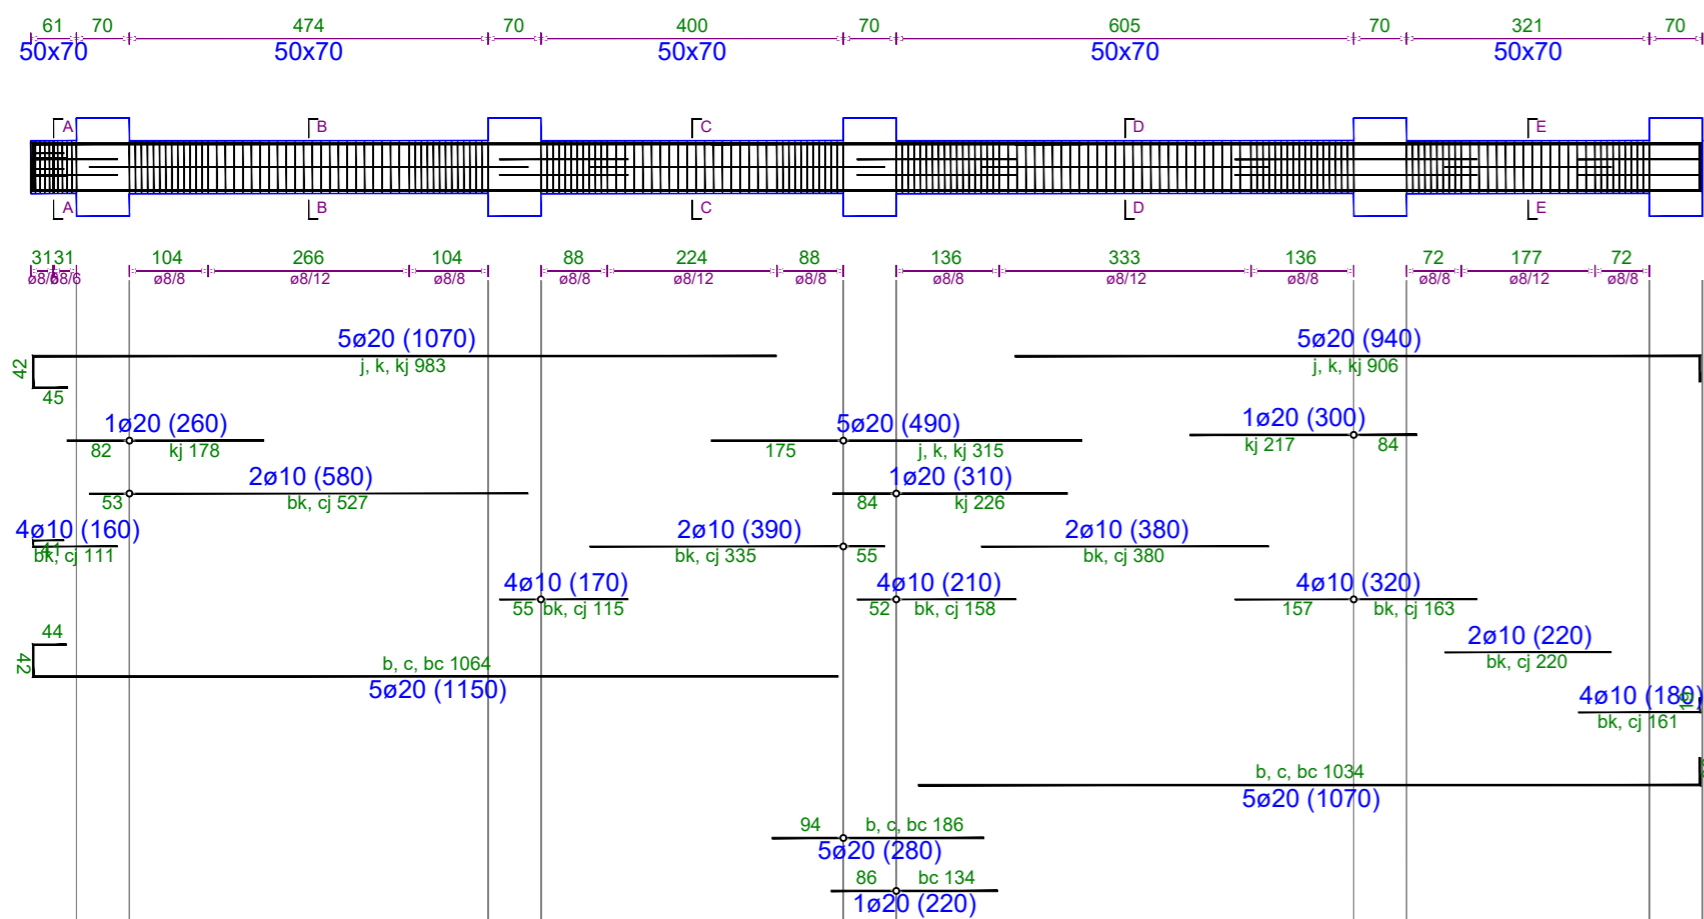 61 70 474 70 400 70 605 70 321 70
50x70 50x70 50x70 50x70 50x70
A B C D E
A B C D E
31 31 104 266 104 88 224 88 136 333 136 72 177 72
ø8/6 ø8/6 ø8/8 ø8/12 ø8/8 ø8/8 ø8/12 ø8/8 ø8/8 ø8/12 ø8/8 ø8/8 ø8/12 ø8/8
5ø20 (1070) 5ø20 (940)
42 j, k, kj 983 j, k, kj 906
45
1ø20 (260) 5ø20 (490) 1ø20 (300)
82 kj 178 175 j, k, kj 315 kj 217 84
2ø10 (580) 1ø20 (310)
53 bk, cj 527 84 kj 226
4ø10 (160) 2ø10 (390) 2ø10 (380)
41
bk, cj 111 bk, cj 335 55 bk, cj 380
4ø10 (170) 4ø10 (210) 4ø10 (320)
55 bk, cj 115 52 bk, cj 158 157 bk, cj 163
44 2ø10 (220)
42 b, c, bc 1064 bk, cj 220
5ø20 (1150) 4ø10 (180)
bk, cj 161
b, c, bc 1034
5ø20 (1070)
94 b, c, bc 186
5ø20 (280)
86 bc 134
1ø20 (220)